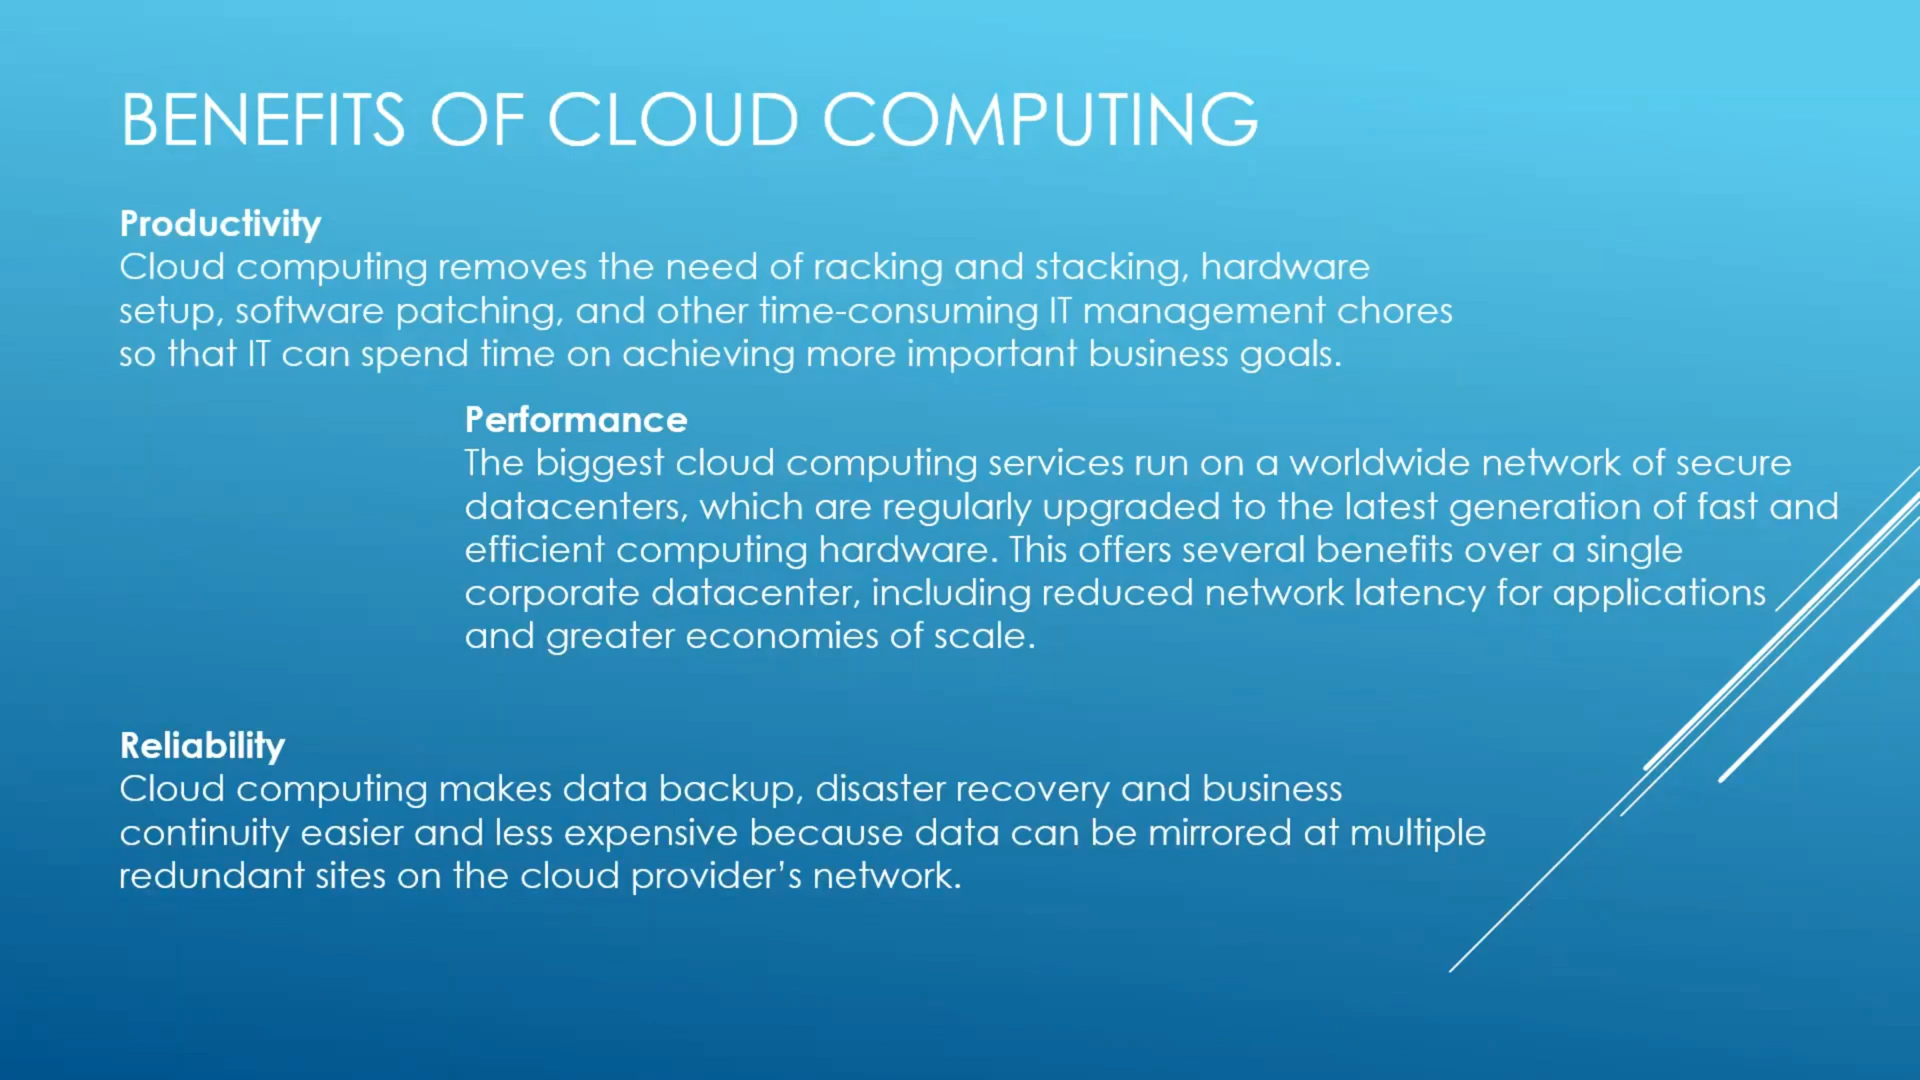 BENEFITS OF CLOUD COMPUTING
Productivity
Cloud computing removes the need of racking and stacking, hardware
setup, software patching, and other time-consuming IT management chores
so that IT can spend time on achieving more important business goals.
Performance
The biggest cloud computing services run on a worldwide network of secure
datacenters, which are regularly upgraded to the latest generation of fast and
efficient computing hardware. This offers several benefits over a single
corporate datacenter, including reduced network latency for applications
and greater economies of scale.
Reliability
Cloud computing makes data backup, disaster recovery and business
continuity easier and less expensive because data can be mirrored at multiple
redundant sites on the cloud provider’s network.